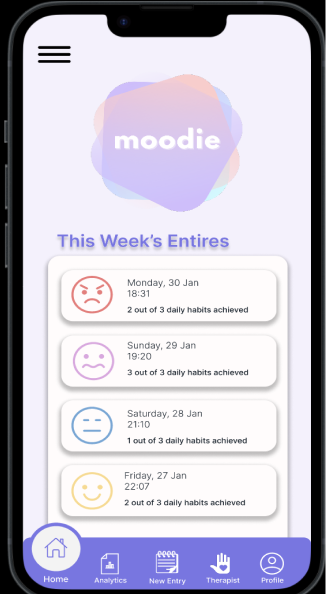 moodie
This Week's Entires
Monday, 30 Jan
18:31
2 out of 3 daily habits achieved
Sunday, 29 Jan
19:20
3 out of 3 daily habits achieved
Saturday, 28 Jan
21:10
1 out of 3 daily habits achieved
Friday, 27 Jan
22:07
2 out of 3 daily habits achieved
Home
Analytics
New Entry
Therapist
Profile